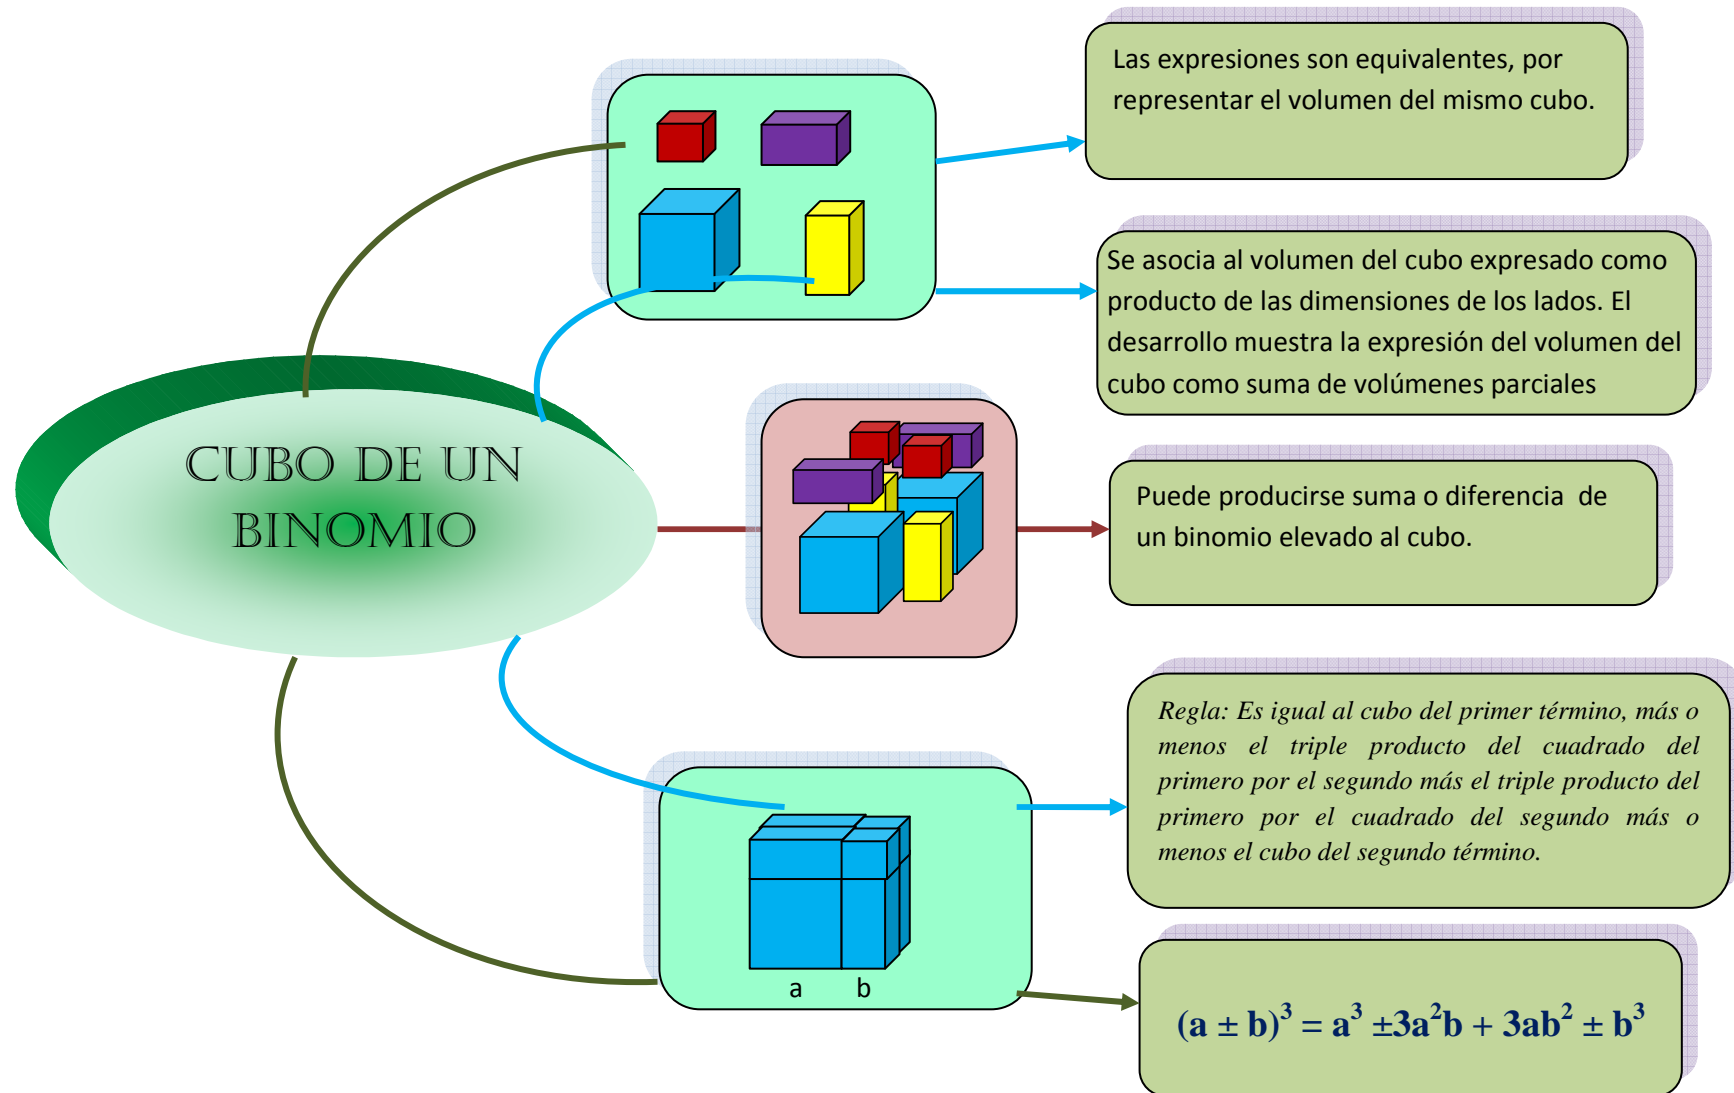 Las expresiones son equivalentes, por
representar el volumen del mismo cubo.
Se asocia al volumen del cubo expresado como
producto de las dimensiones de los lados. El
desarrollo muestra la expresión del volumen del
cubo como suma de volúmenes parciales
CUBO DE UN
BINOMIO
Puede producirse suma o diferencia de
un binomio elevado al cubo.
Regla: Es igual al cubo del primer término, más o
menos el triple producto del cuadrado del
primero por el segundo más el triple producto del
primero por el cuadrado del segundo más o
menos el cubo del segundo término.
a b
(a ± b)³ = a³ ±3a²b + 3ab² ± b³